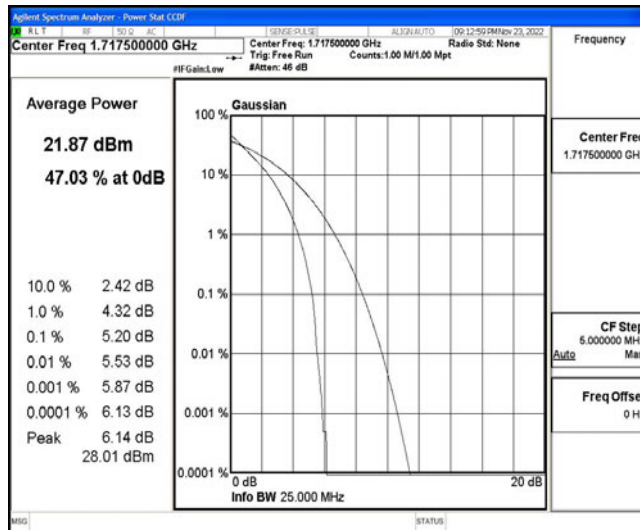 Agilent Spectrum Analyzer - Power Stat CCDF
R L T RF 50 Ω AC SENSE:PULSE ALIGN AUTO 09:12:59 PM Nov 23, 2022
Center Freq 1.717500000 GHz
Center Freq: 1.717500000 GHz Radio Std: None
Trig: Free Run Counts:1.00 M/1.00 Mpt
#IFGain:Low #Atten: 46 dB
Frequency
Average Power
21.87 dBm
47.03 % at 0dB
10.0 % 2.42 dB
1.0 % 4.32 dB
0.1 % 5.20 dB
0.01 % 5.53 dB
0.001 % 5.87 dB
0.0001 % 6.13 dB
Peak 6.14 dB
28.01 dBm
Gaussian
100 %
10 %
1 %
0.1 %
0.01 %
0.001 %
0.0001 %
0 dB 20 dB
Info BW 25.000 MHz
Center Fre
1.717500000 GH
CF Step
5.000000 MH
Auto Ma
Freq Offse
0 H
MSG STATUS